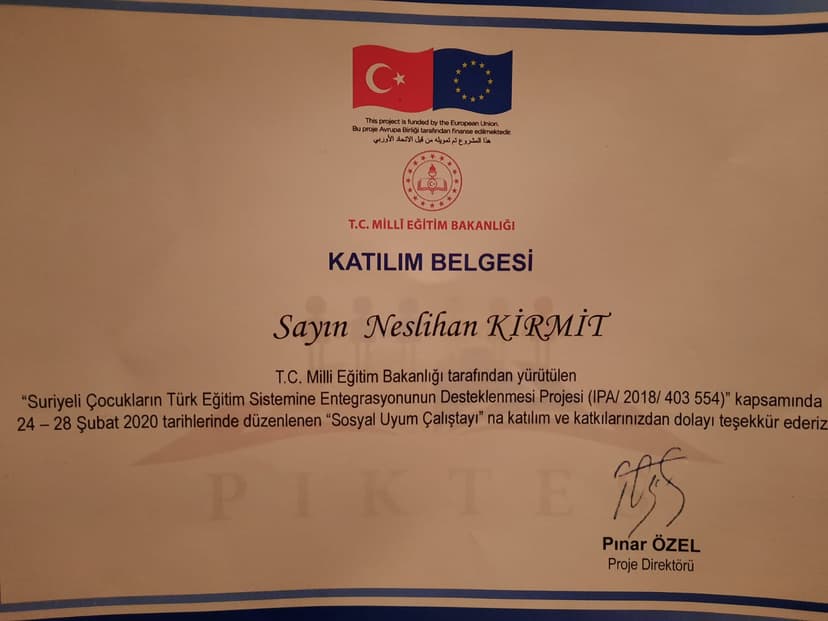 This project is funded by the European Union.
Bu proje Avrupa Birliği tarafından finanse edilmektedir.
هذا المشروع تم تمويله من قبل الاتحاد الأوربي
T.C. MİLLÎ EĞİTİM BAKANLIĞI
KATILIM BELGESİ
Sayın Neslihan KİRMİT
T.C. Milli Eğitim Bakanlığı tarafından yürütülen
“Suriyeli Çocukların Türk Eğitim Sistemine Entegrasyonunun Desteklenmesi Projesi (IPA/ 2018/ 403 554)” kapsamında
24 – 28 Şubat 2020 tarihlerinde düzenlenen “Sosyal Uyum Çalıştayı” na katılım ve katkılarınızdan dolayı teşekkür ederiz
PIKTE
Pınar ÖZEL
Proje Direktörü